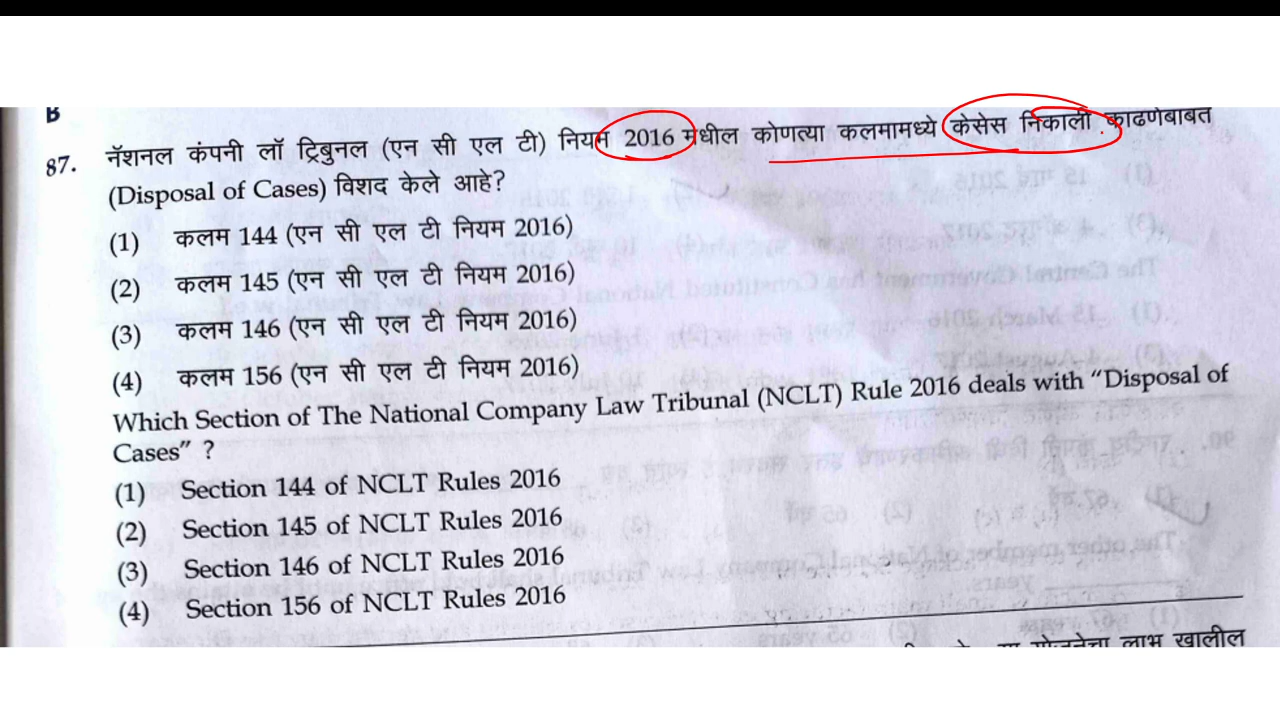 B
87. नॅशनल कंपनी लॉ ट्रिबुनल (एन सी एल टी) नियम 2016 मधील कोणत्या कलमामध्ये केसेस निकाली काढणेबाबत
(Disposal of Cases) विशद केले आहे?
(1) कलम 144 (एन सी एल टी नियम 2016)
(2) कलम 145 (एन सी एल टी नियम 2016)
(3) कलम 146 (एन सी एल टी नियम 2016)
(4) कलम 156 (एन सी एल टी नियम 2016)
Which Section of The National Company Law Tribunal (NCLT) Rule 2016 deals with “Disposal of
Cases” ?
(1) Section 144 of NCLT Rules 2016
(2) Section 145 of NCLT Rules 2016
(3) Section 146 of NCLT Rules 2016
(4) Section 156 of NCLT Rules 2016
योजनेचा लाभ खालील